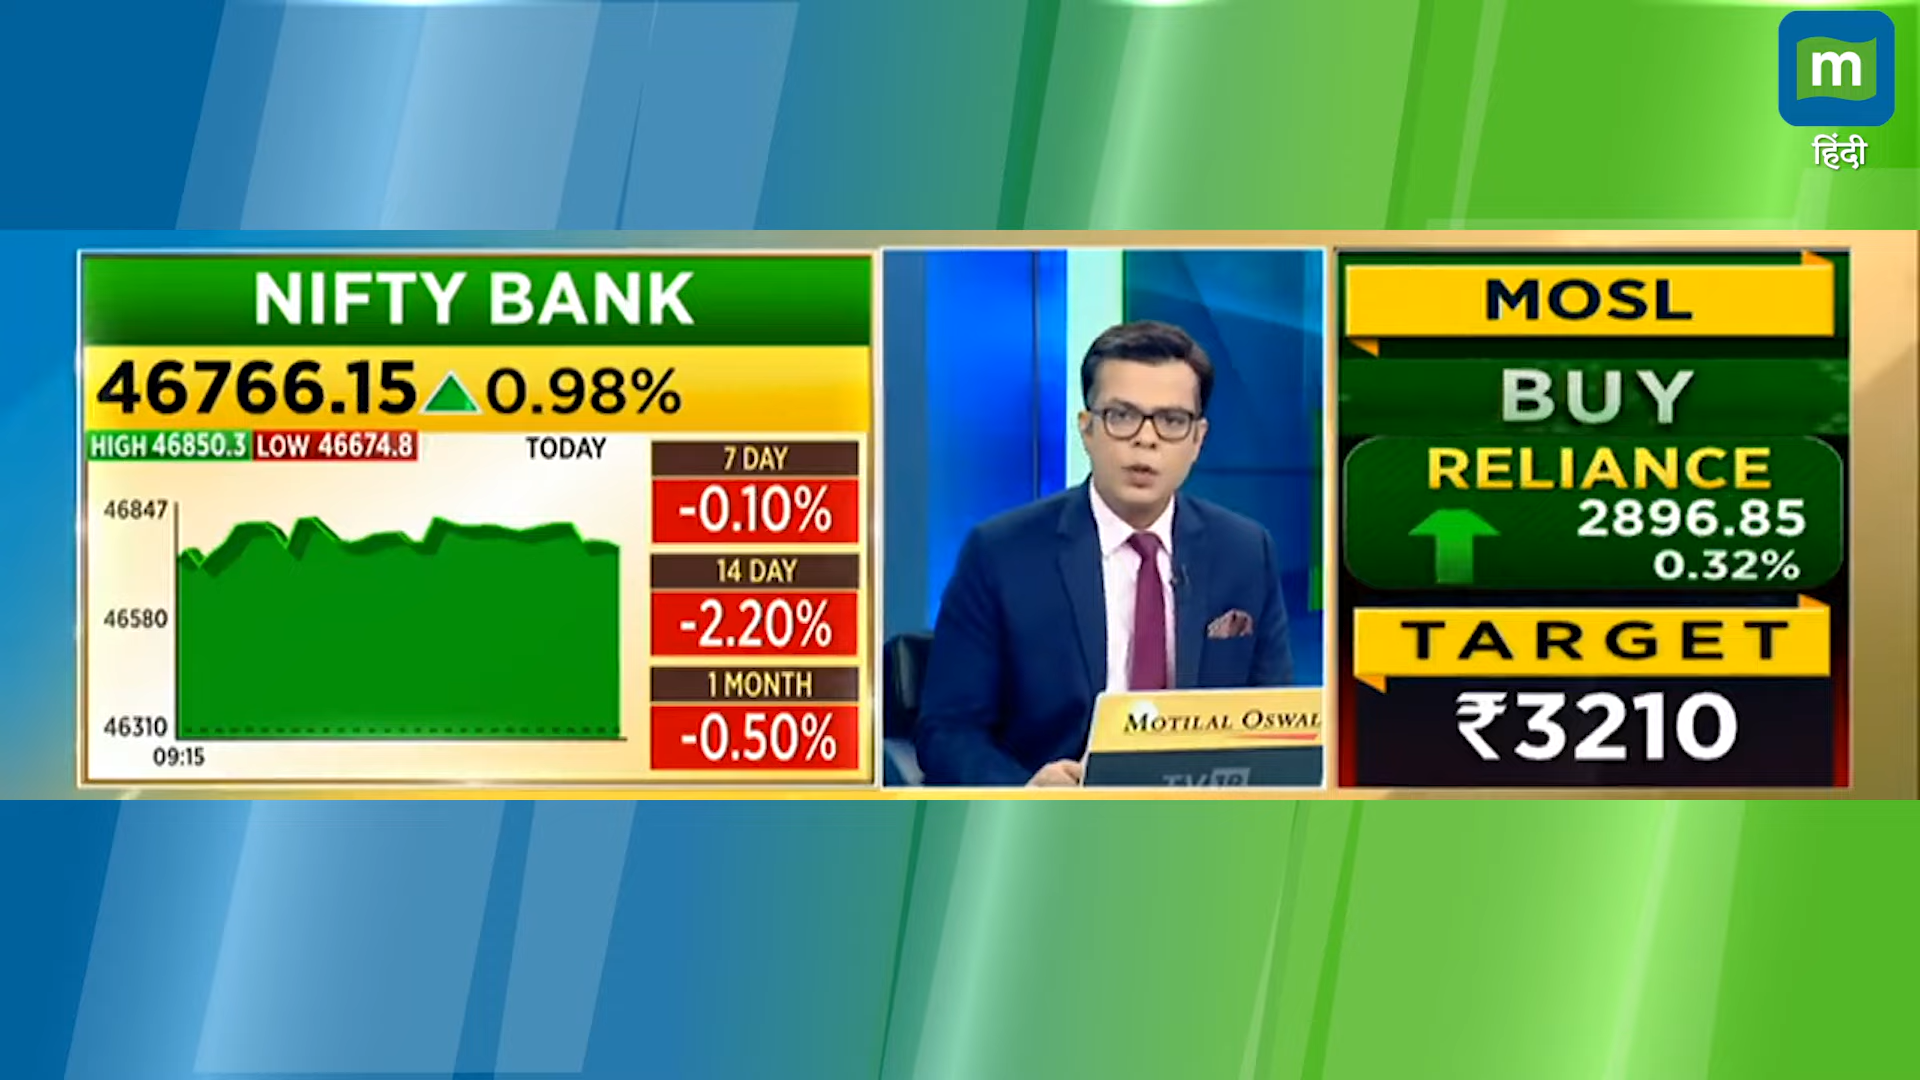 m
हिंदी
NIFTY BANK
46766.15 0.98%
HIGH 46850.3 LOW 46674.8
TODAY
46847
46580
46310
09:15
7 DAY
-0.10%
14 DAY
-2.20%
1 MONTH
-0.50%
MOTILAL OSWAL
TV18
MOSL
BUY
RELIANCE
2896.85
0.32%
TARGET
₹3210